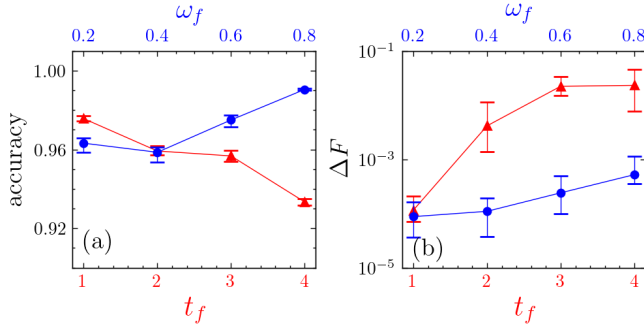 ω_f ω_f
0.2 0.4 0.6 0.8 0.2 0.4 0.6 0.8
1.00
0.96
0.92
accuracy
(a)
10⁻¹
10⁻³
10⁻⁵
ΔF
(b)
1 2 3 4 1 2 3 4
t_f t_f